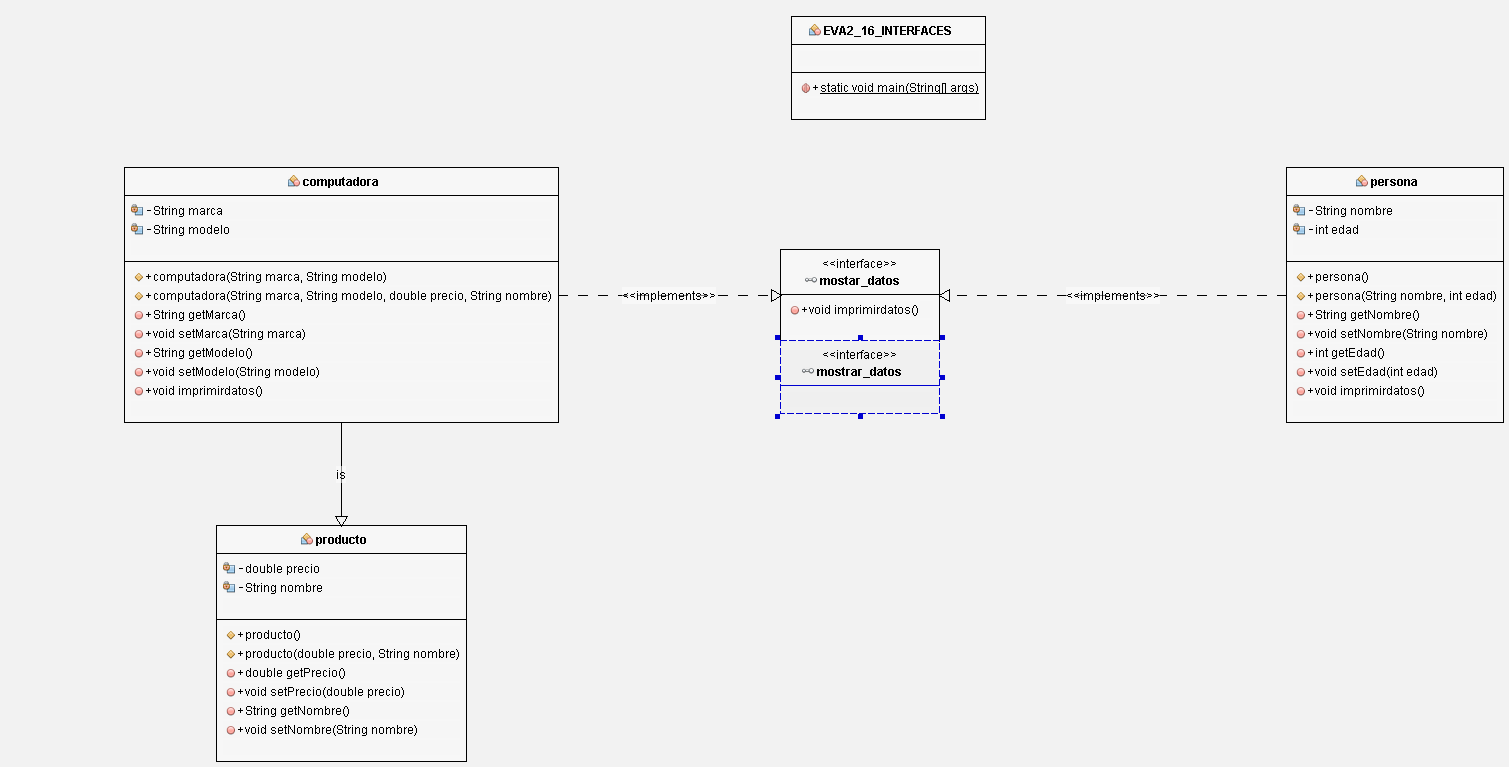 EVA2_16_INTERFACES
+static void main(String[] args)
computadora
-String marca
-String modelo
+computadora(String marca, String modelo)
+computadora(String marca, String modelo, double precio, String nombre)
+String getMarca()
+void setMarca(String marca)
+String getModelo()
+void setModelo(String modelo)
+void imprimirdatos()
<<implements>>
<<interface>>
mostar_datos
+void imprimirdatos()
<<interface>>
mostrar_datos
<<implements>>
persona
-String nombre
-int edad
+persona()
+persona(String nombre, int edad)
+String getNombre()
+void setNombre(String nombre)
+int getEdad()
+void setEdad(int edad)
+void imprimirdatos()
is
producto
-double precio
-String nombre
+producto()
+producto(double precio, String nombre)
+double getPrecio()
+void setPrecio(double precio)
+String getNombre()
+void setNombre(String nombre)